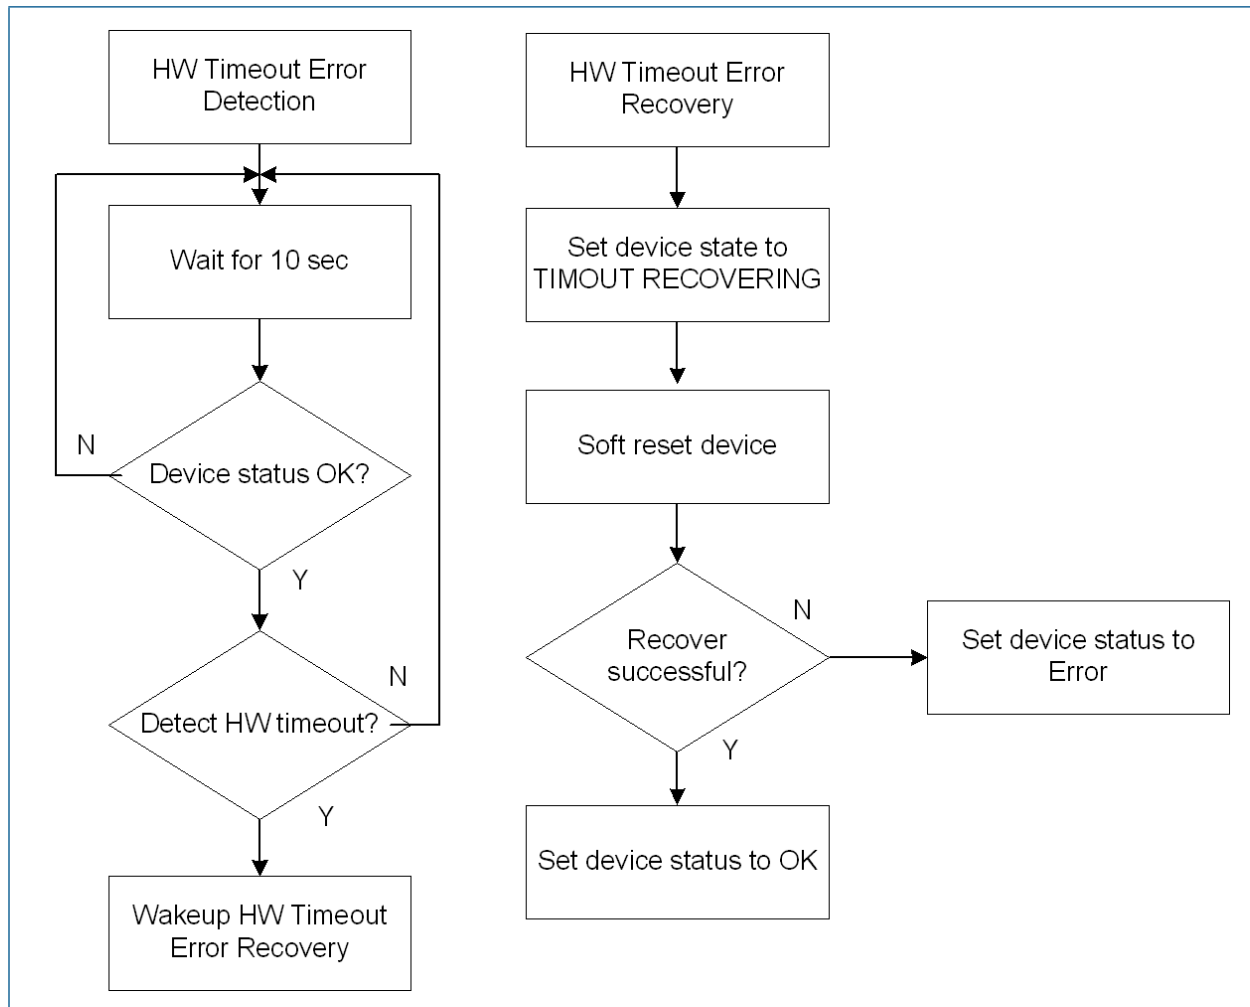 HW Timeout Error
Detection
Wait for 10 sec
N
Device status OK?
Y
N
Detect HW timeout?
Y
Wakeup HW Timeout
Error Recovery
HW Timeout Error
Recovery
Set device state to
TIMOUT RECOVERING
Soft reset device
N
Recover
successful?
Set device status to
Error
Y
Set device status to OK